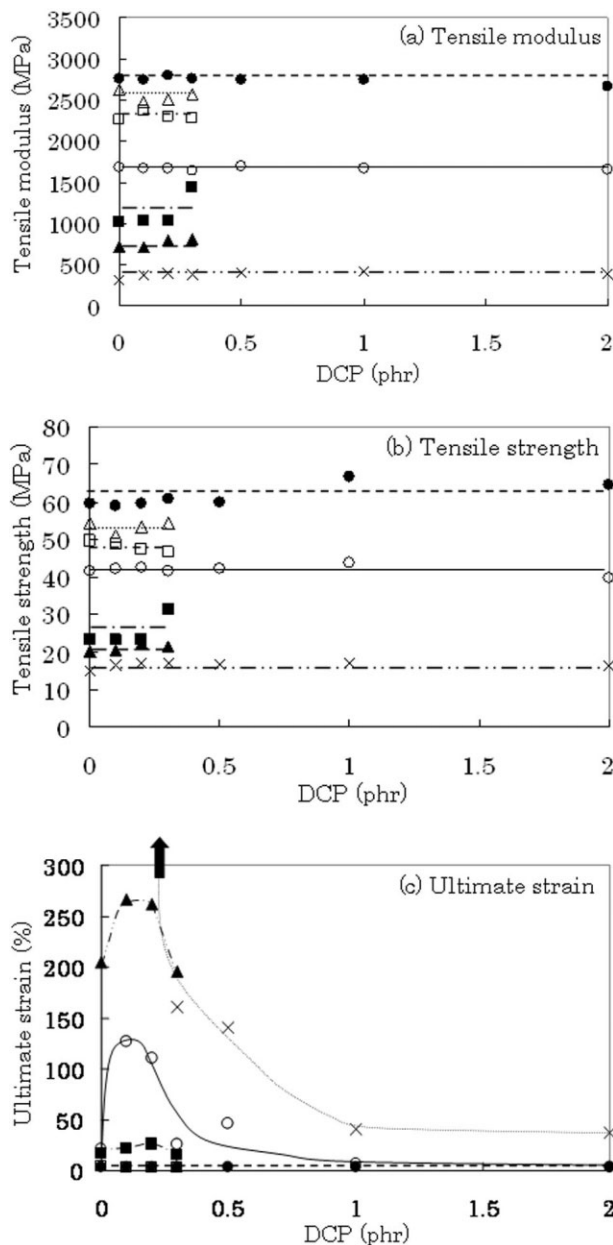 (a) Tensile modulus
Tensile modulus (MPa)
3500
3000
2500
2000
1500
1000
500
0
0 0.5 1 1.5 2
DCP (phr)
(b) Tensile strength
Tensile strength (MPa)
80
70
60
50
40
30
20
10
0
0 0.5 1 1.5 2
DCP (phr)
(c) Ultimate strain
Ultimate strain (%)
300
250
200
150
100
50
0
0 0.5 1 1.5 2
DCP (phr)